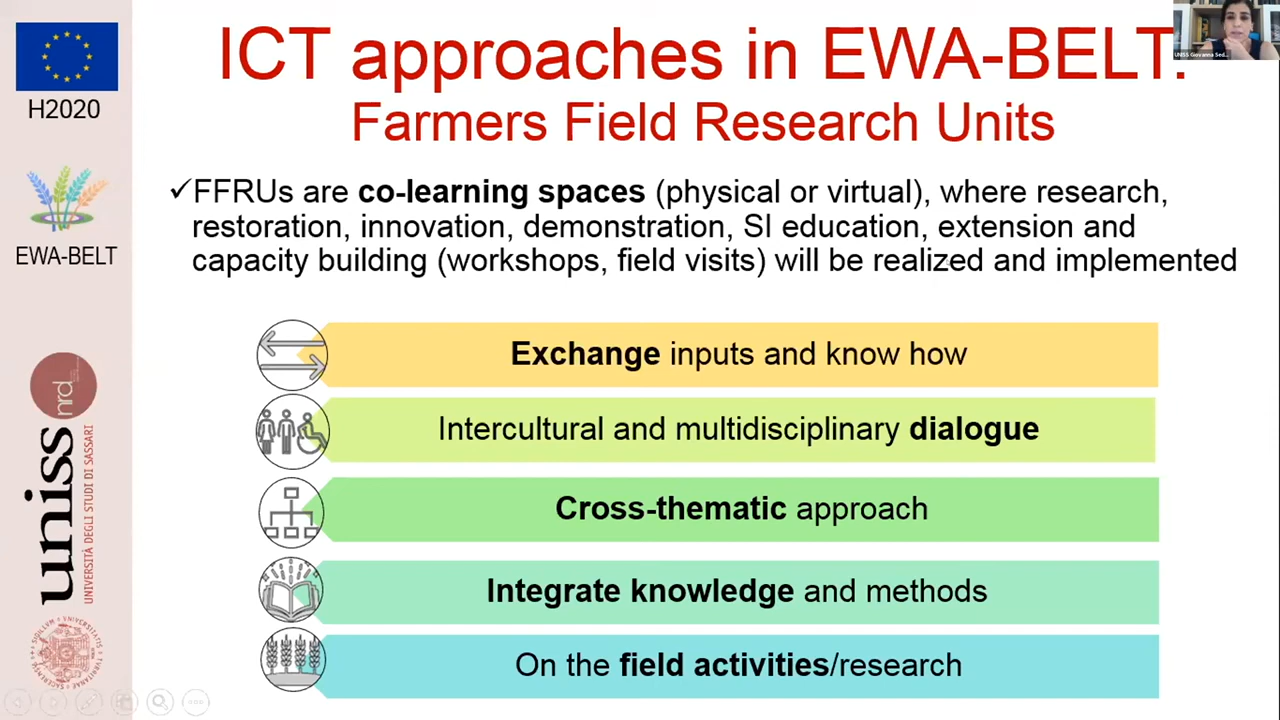 ICT approaches in EWA-BELT:
Farmers Field Research Units
H2020
EWA-BELT
uniss
UNIVERSITÀ DEGLI STUDI DI SASSARI
nrd
✓FFRUs are co-learning spaces (physical or virtual), where research,
restoration, innovation, demonstration, SI education, extension and
capacity building (workshops, field visits) will be realized and implemented
Exchange inputs and know how
Intercultural and multidisciplinary dialogue
Cross-thematic approach
Integrate knowledge and methods
On the field activities/research
UNISS Giovanna Sed...